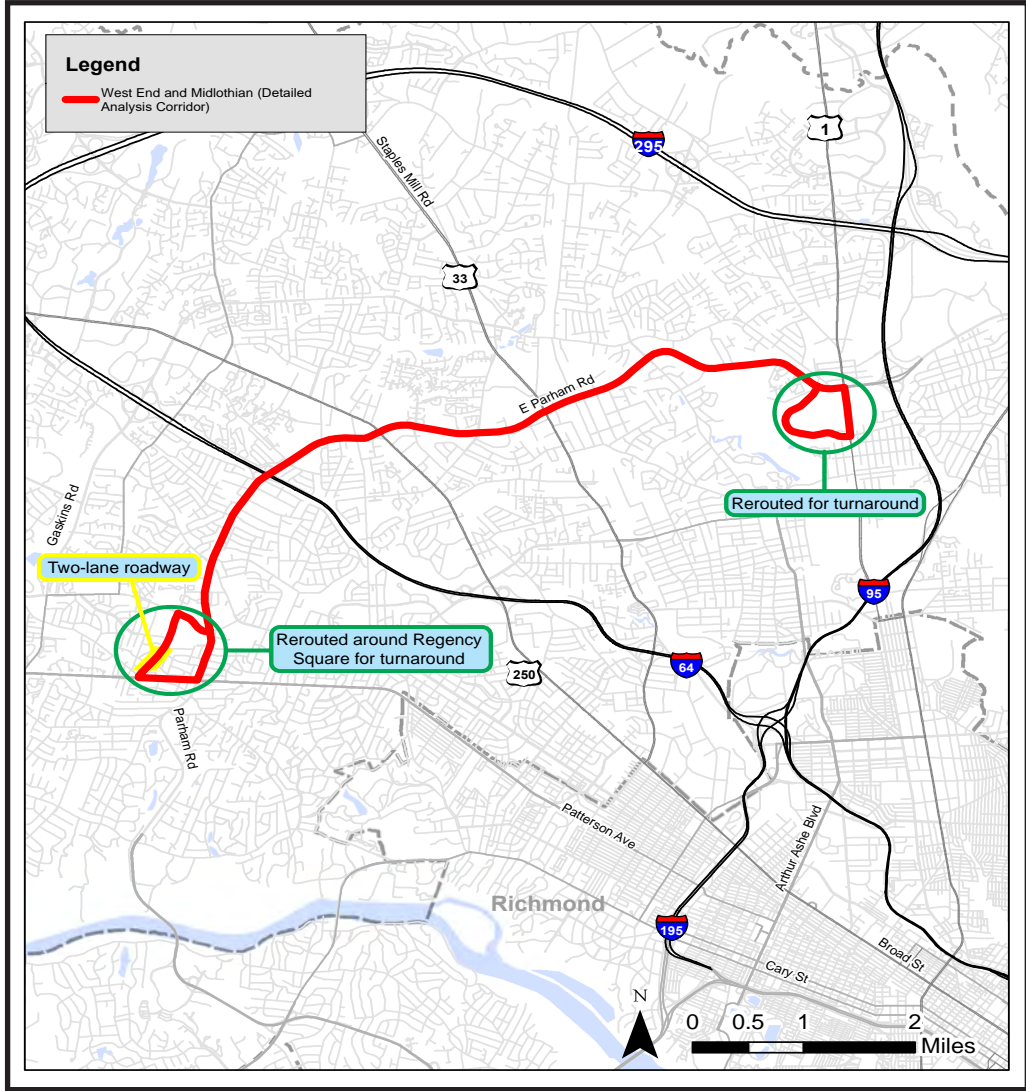 Legend
West End and Midlothian (Detailed
Analysis Corridor)
1
295
Staples Mill Rd
33
E Parham Rd
Rerouted for turnaround
Gaskins Rd
Two-lane roadway
95
Rerouted around Regency
Square for turnaround
64
250
Parham Rd
Patterson Ave
Arthur Ashe Blvd
Richmond
195
Broad St
Cary St
N
0 0.5 1 2
Miles